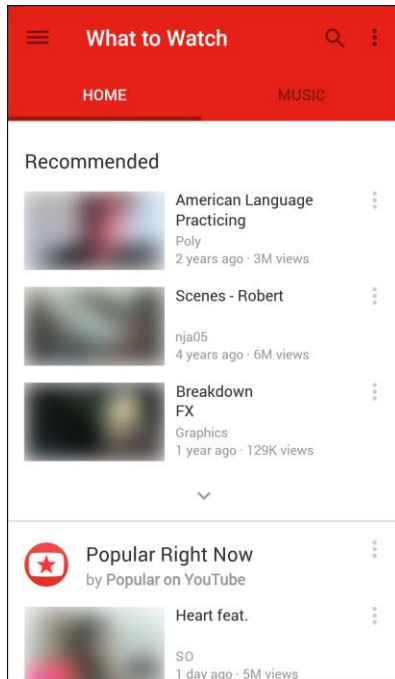 What to Watch
HOME MUSIC
Recommended
American Language
Practicing
Poly
2 years ago · 3M views
Scenes - Robert
nja05
4 years ago · 6M views
Breakdown
FX
Graphics
1 year ago · 129K views
Popular Right Now
by Popular on YouTube
Heart feat.
SO
1 day ago · 5M views